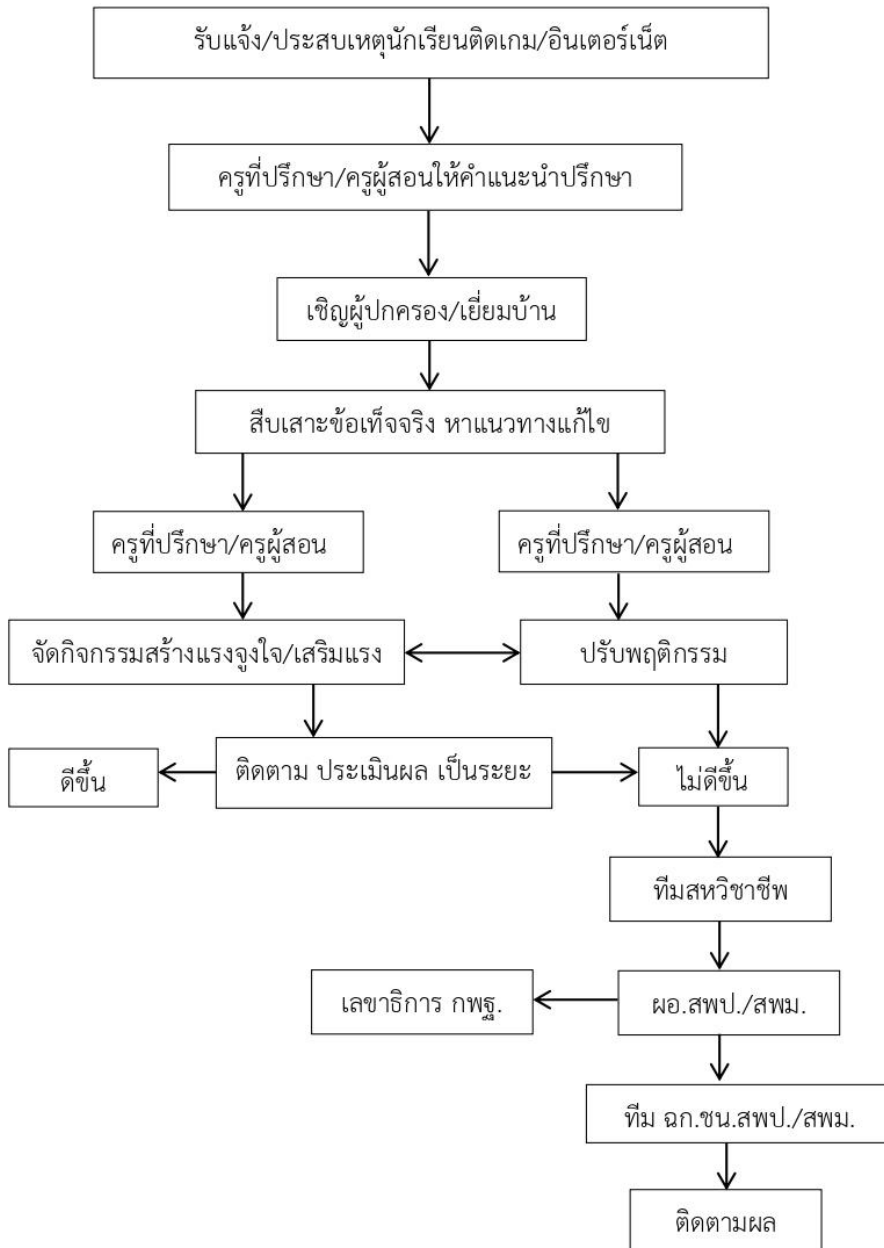 รับแจ้ง/ประสบเหตุนักเรียนติดเกม/อินเตอร์เน็ต
ครูที่ปรึกษา/ครูผู้สอนให้คำแนะนำปรึกษา
เชิญผู้ปกครอง/เยี่ยมบ้าน
สืบเสาะข้อเท็จจริง หาแนวทางแก้ไข
ครูที่ปรึกษา/ครูผู้สอน
ครูที่ปรึกษา/ครูผู้สอน
จัดกิจกรรมสร้างแรงจูงใจ/เสริมแรง
ปรับพฤติกรรม
ดีขึ้น
ติดตาม ประเมินผล เป็นระยะ
ไม่ดีขึ้น
ทีมสหวิชาชีพ
เลขาธิการ กพฐ.
ผอ.สพป./สพม.
ทีม ฉก.ชน.สพป./สพม.
ติดตามผล